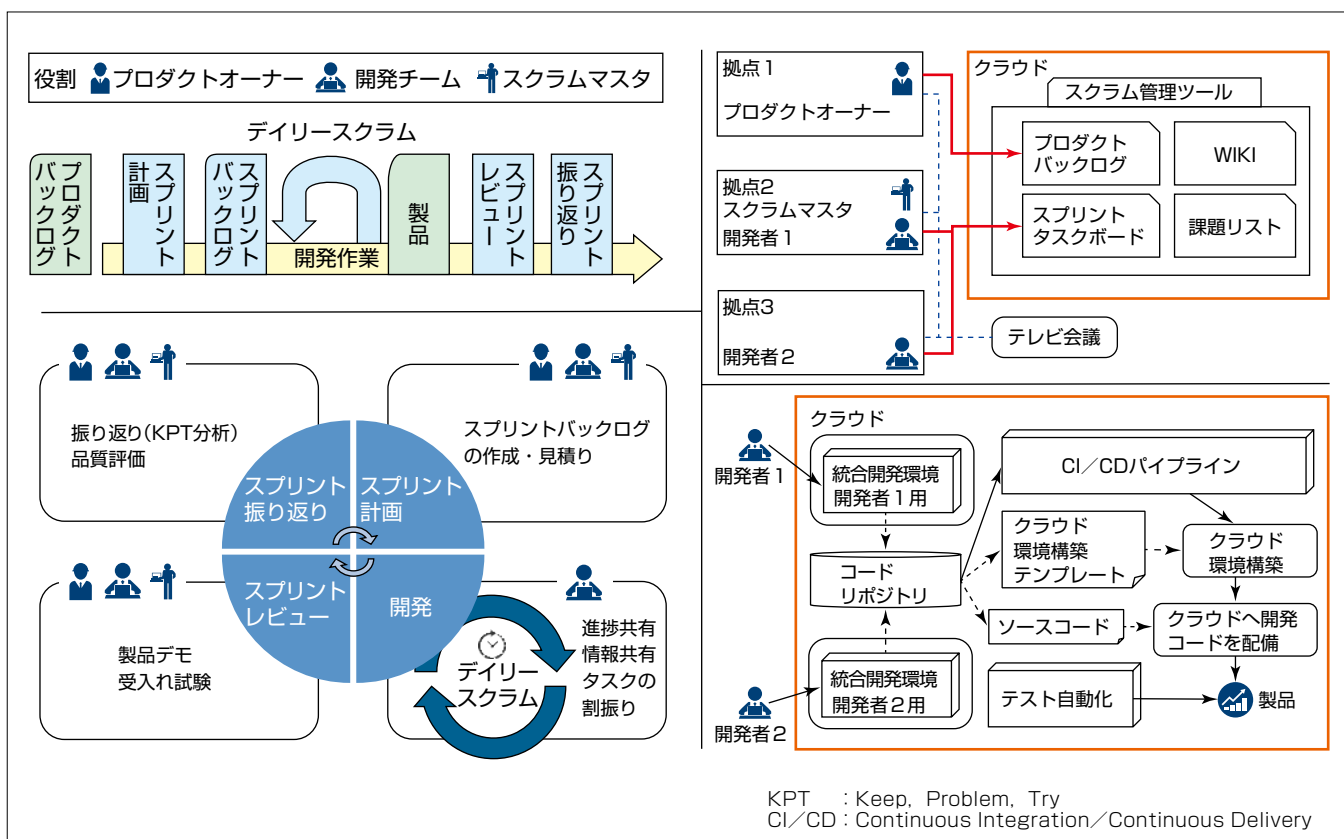 役割 プロダクトオーナー 開発チーム スクラムマスタ
デイリースクラム
プロダクト
バックログ
スプリント
計画
スプリント
バックログ
開発作業
製品
スプリント
レビュー
スプリント
振り返り
振り返り(KPT分析)
品質評価
スプリントバックログ
の作成・見積り
スプリント
振り返り
スプリント
計画
スプリント
レビュー
開発
製品デモ
受入れ試験
デイリー
スクラム
進捗共有
情報共有
タスクの
割振り
拠点1
プロダクトオーナー
拠点2
スクラムマスタ
開発者1
拠点3
開発者2
クラウド
スクラム管理ツール
プロダクト
バックログ
WIKI
スプリント
タスクボード
課題リスト
テレビ会議
クラウド
開発者1
統合開発環境
開発者1用
コード
リポジトリ
統合開発環境
開発者2用
開発者2
CI/CDパイプライン
クラウド
環境構築
テンプレート
クラウド
環境構築
ソースコード
クラウドへ開発
コードを配備
テスト自動化
製品
KPT :Keep, Problem, Try
CI/CD:Continuous Integration/Continuous Delivery